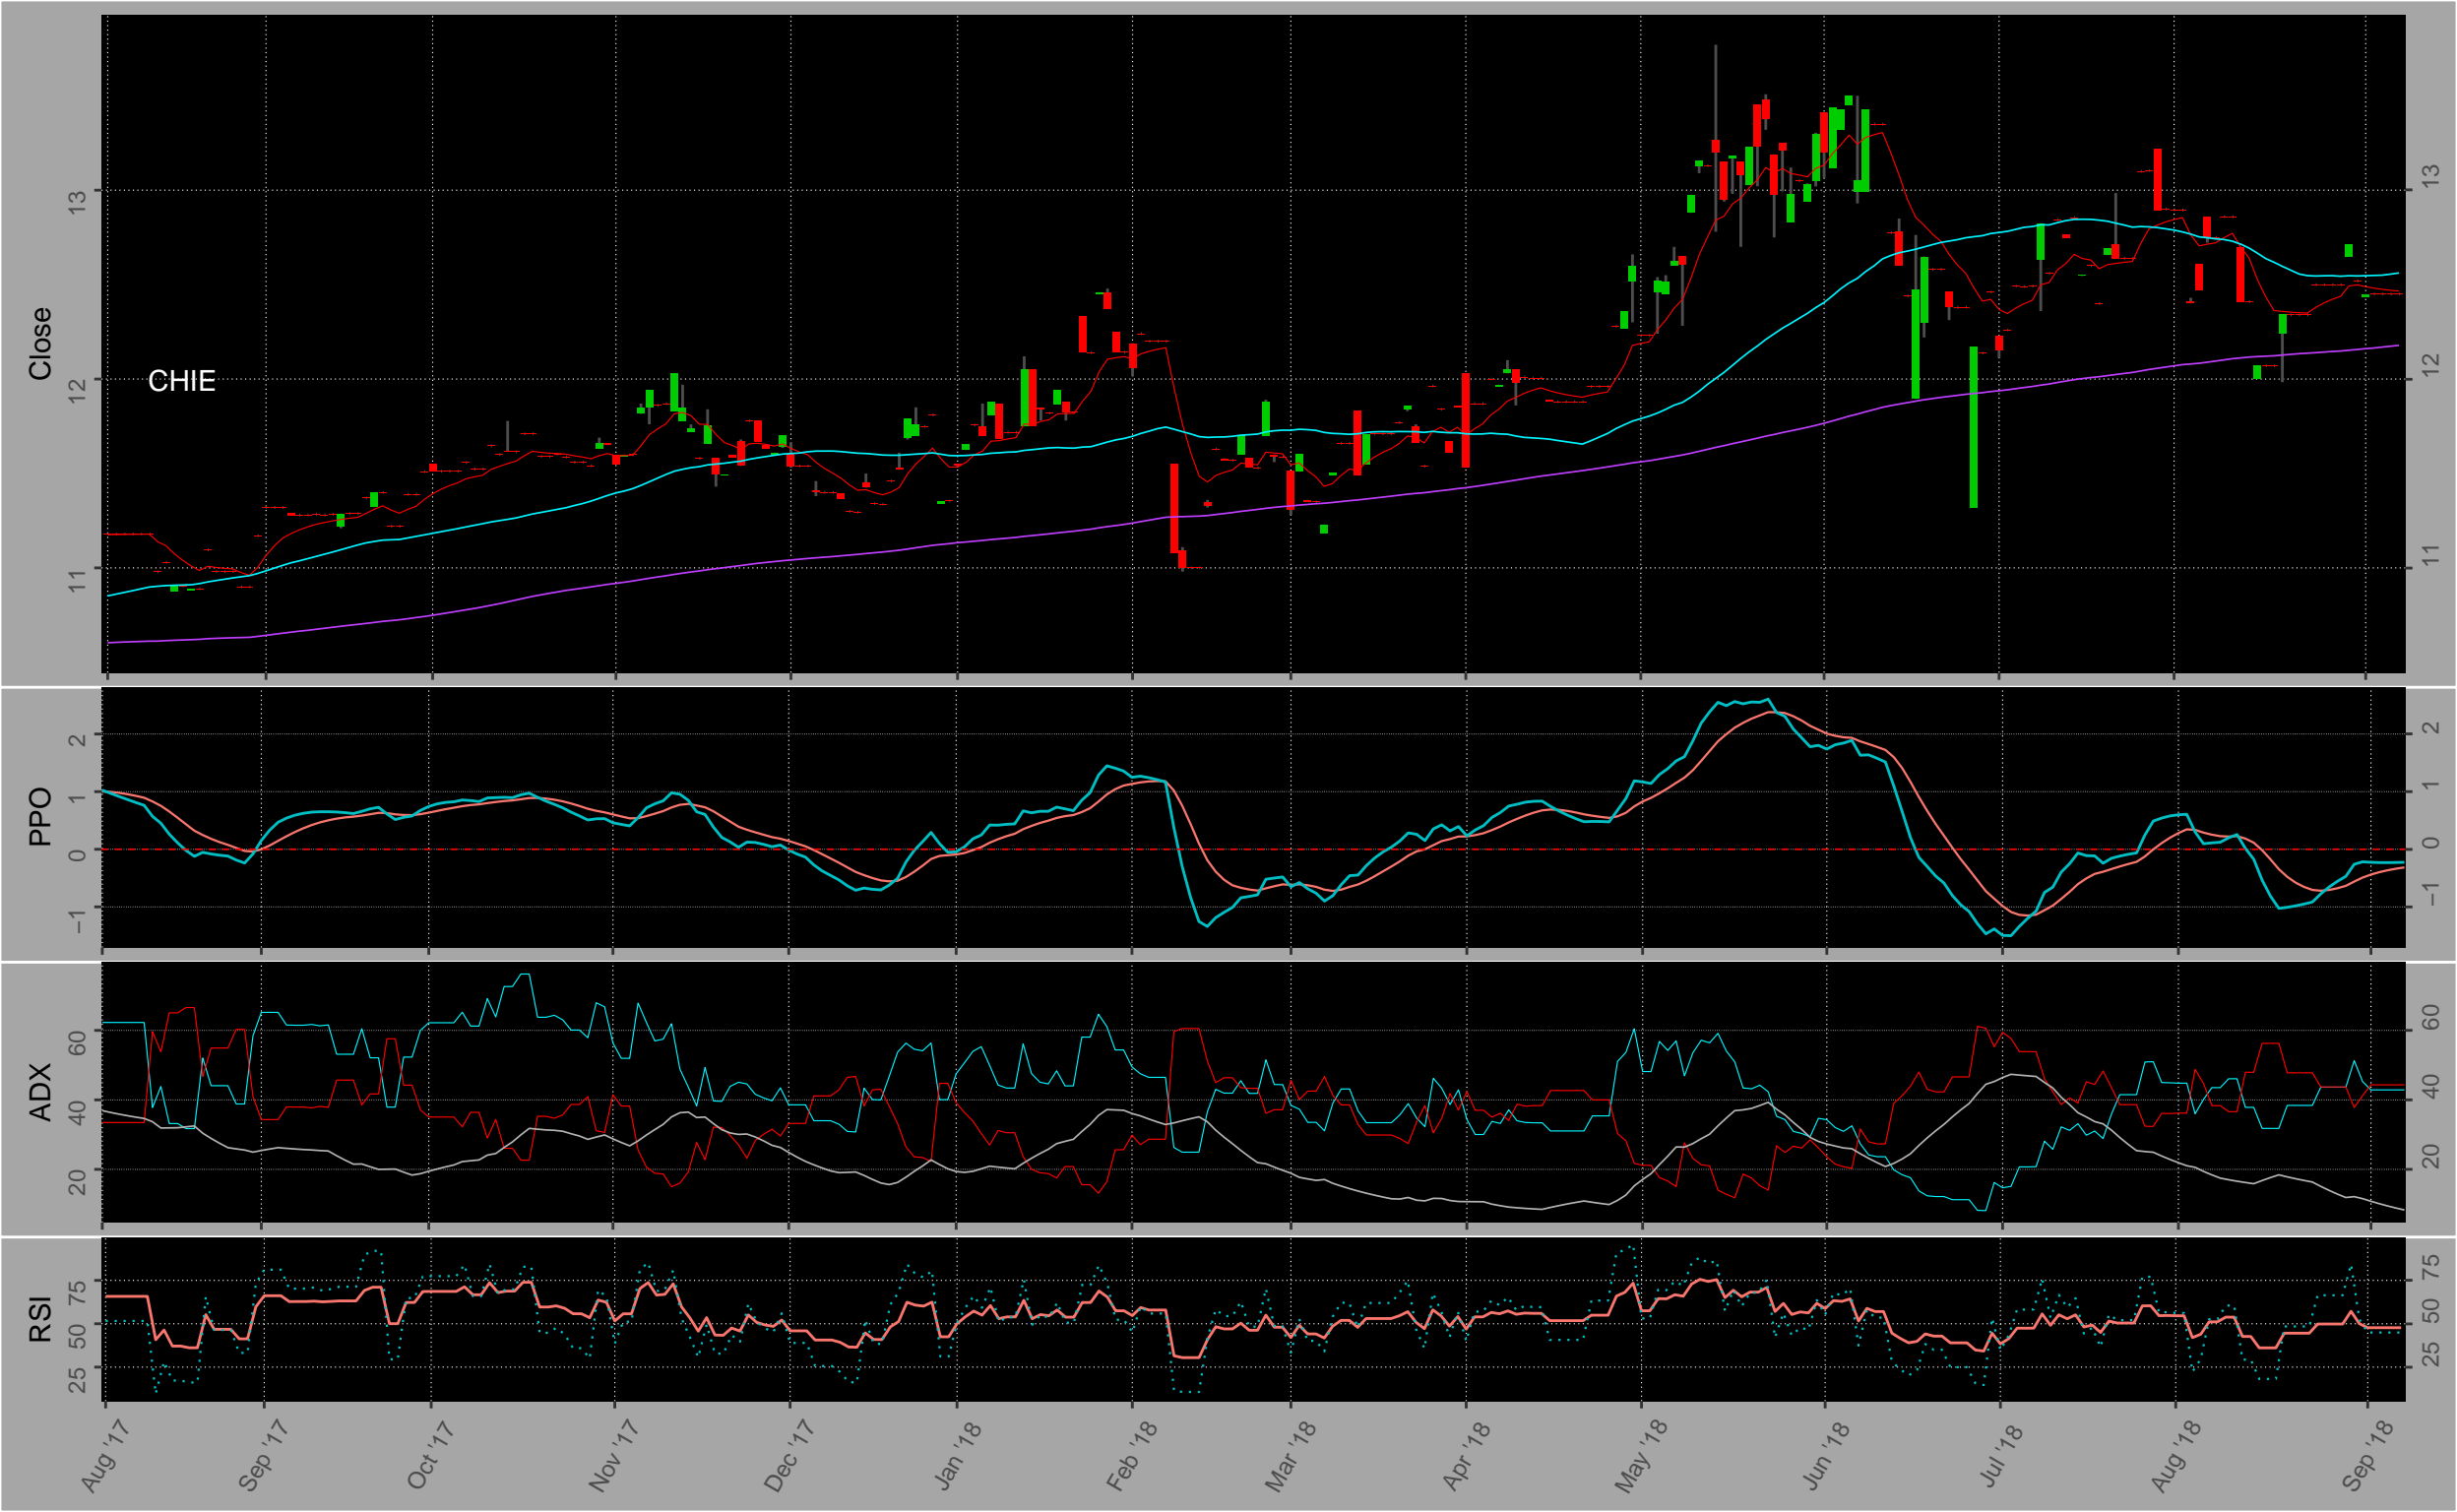 Close
13
12
11
CHIE
13
12
11
PPO
2
1
0
−1
2
1
0
−1
ADX
60
40
20
60
40
20
RSI
75
50
25
75
50
25
Aug '17
Sep '17
Oct '17
Nov '17
Dec '17
Jan '18
Feb '18
Mar '18
Apr '18
May '18
Jun '18
Jul '18
Aug '18
Sep '18